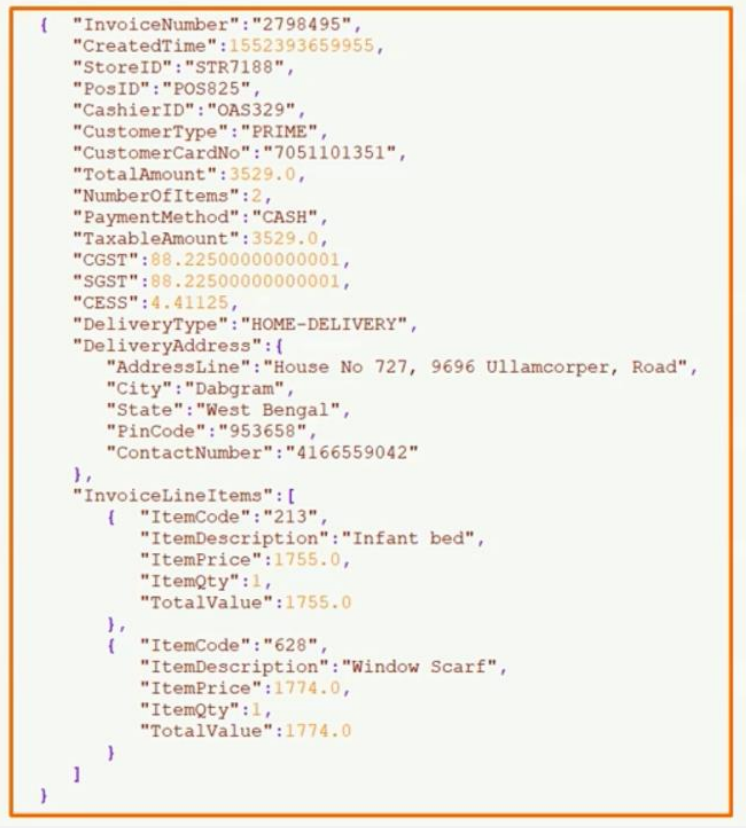 { "InvoiceNumber":"2798495",
"CreatedTime":1552393659955,
"StoreID":"STR7188",
"PosID":"POS825",
"CashierID":"OAS329",
"CustomerType":"PRIME",
"CustomerCardNo":"7051101351",
"TotalAmount":3529.0,
"NumberOfItems":2,
"PaymentMethod":"CASH",
"TaxableAmount":3529.0,
"CGST":88.22500000000001,
"SGST":88.22500000000001,
"CESS":4.41125,
"DeliveryType":"HOME-DELIVERY",
"DeliveryAddress":{
"AddressLine":"House No 727, 9696 Ullamcorper, Road",
"City":"Dabgram",
"State":"West Bengal",
"PinCode":"953658",
"ContactNumber":"4166559042"
},
"InvoiceLineItems":[
{ "ItemCode":"213",
"ItemDescription":"Infant bed",
"ItemPrice":1755.0,
"ItemQty":1,
"TotalValue":1755.0
},
{ "ItemCode":"628",
"ItemDescription":"Window Scarf",
"ItemPrice":1774.0,
"ItemQty":1,
"TotalValue":1774.0
}
]
}